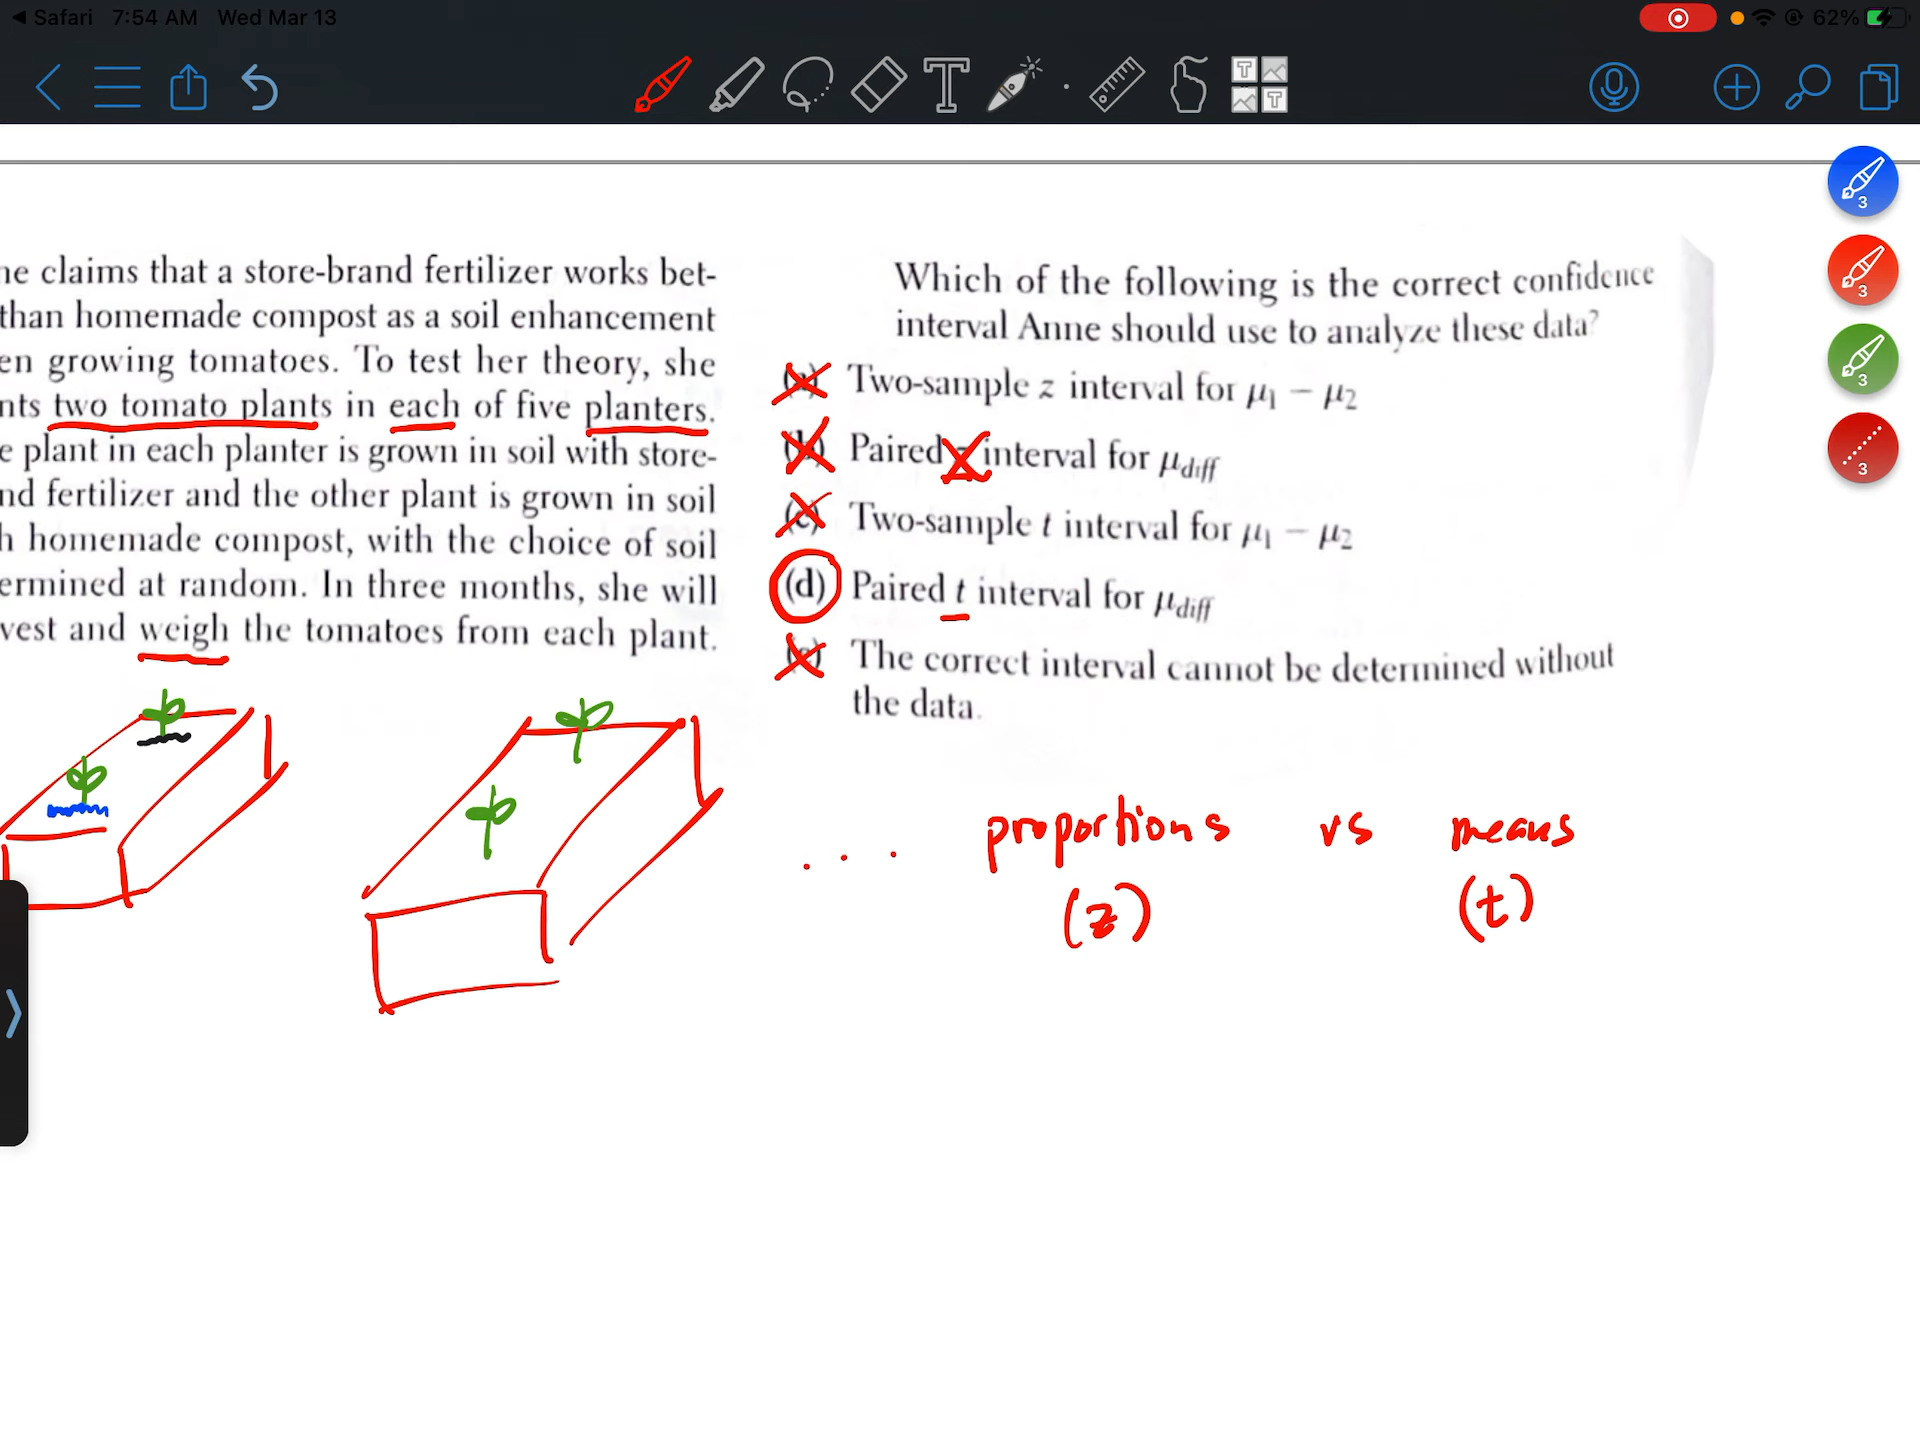 Safari 7:54 AM Wed Mar 13
62%
T
T
T
3
3
3
3
ne claims that a store-brand fertilizer works bet-
than homemade compost as a soil enhancement
en growing tomatoes. To test her theory, she
nts two tomato plants in each of five planters.
e plant in each planter is grown in soil with store-
nd fertilizer and the other plant is grown in soil
h homemade compost, with the choice of soil
ermined at random. In three months, she will
vest and weigh the tomatoes from each plant.
Which of the following is the correct confidence
interval Anne should use to analyze these data?
(a) Two-sample z interval for μ₁ − μ₂
(b) Paired z interval for μdiff
(c) Two-sample t interval for μ₁ − μ₂
(d) Paired t interval for μdiff
(e) The correct interval cannot be determined without
the data.
.... proportions vs means
(z) (t)